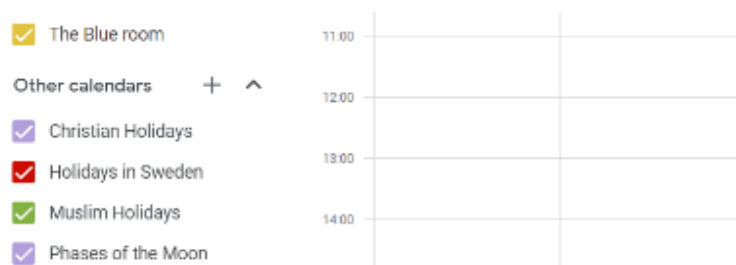 The Blue room
Other calendars
Christian Holidays
Holidays in Sweden
Muslim Holidays
Phases of the Moon
11:00
12:00
13:00
14:00